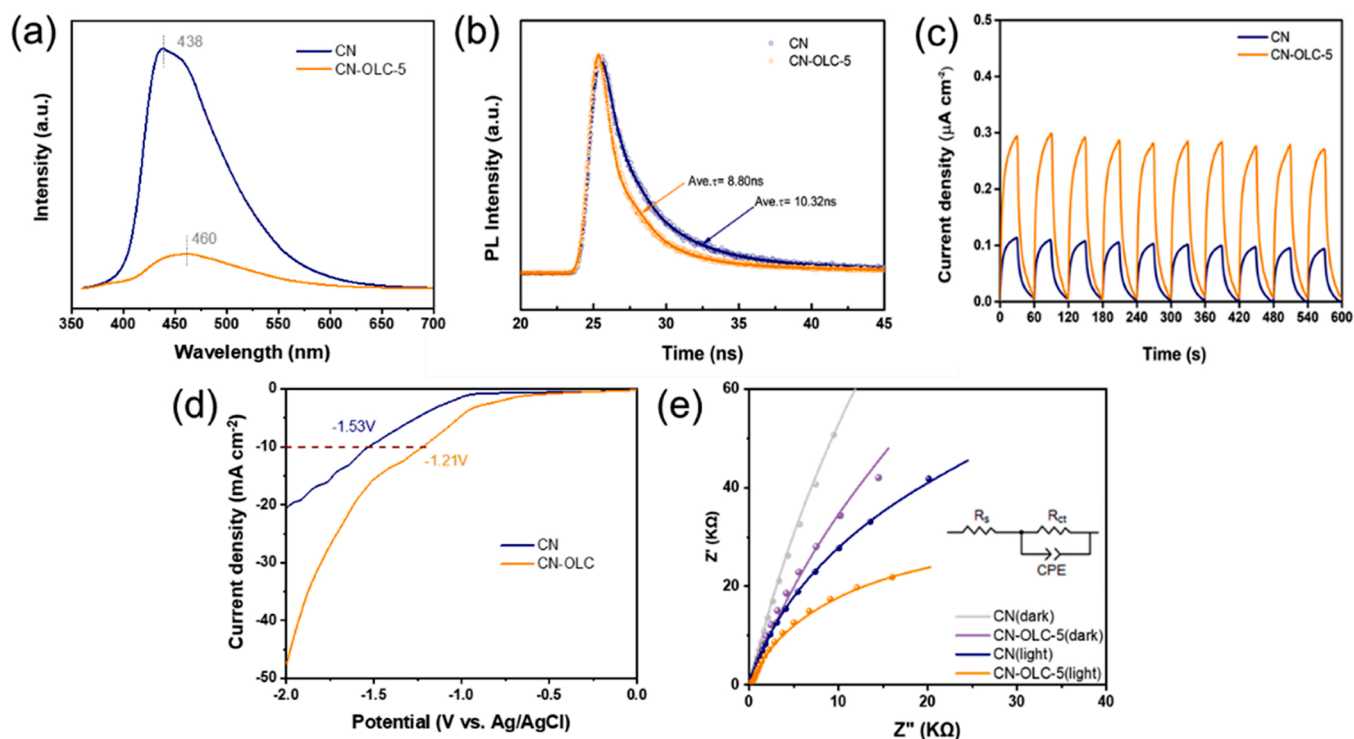 (a)
438
CN
CN-OLC-5
460
Intensity (a.u.)
350 400 450 500 550 600 650 700
Wavelength (nm)
(b)
CN
CN-OLC-5
Ave.τ= 8.80ns
Ave.τ= 10.32ns
PL Intensity (a.u.)
20 25 30 35 40 45
Time (ns)
(c)
CN
CN-OLC-5
Current density (μA cm⁻²)
0.5
0.4
0.3
0.2
0.1
0.0
0 60 120 180 240 300 360 420 480 540 600
Time (s)
(d)
-1.53V
-1.21V
CN
CN-OLC
Current density (mA cm⁻²)
0
-10
-20
-30
-40
-50
-2.0 -1.5 -1.0 -0.5 0.0
Potential (V vs. Ag/AgCl)
(e)
Rs
Rct
CPE
CN(dark)
CN-OLC-5(dark)
CN(light)
CN-OLC-5(light)
Z' (KΩ)
60
40
20
0
0 10 20 30 40
Z" (KΩ)